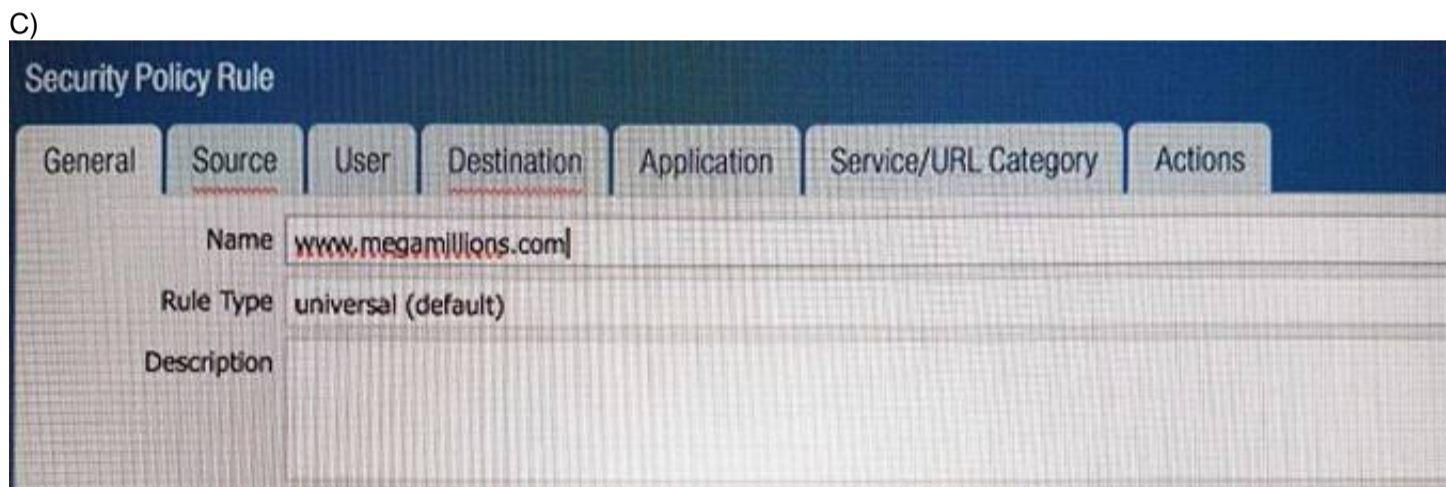 C)
Security Policy Rule
General Source User Destination Application Service/URL Category Actions
Name www.megamillions.com
Rule Type universal (default)
Description